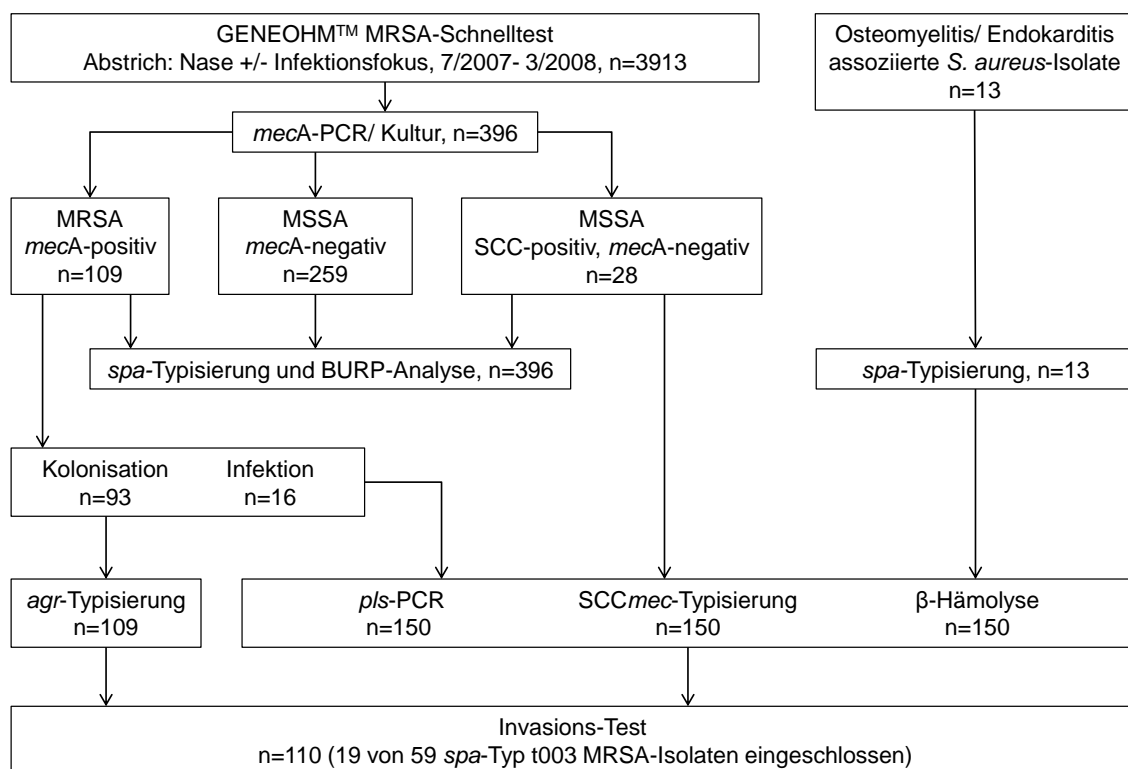 GENEOHM™ MRSA-Schnelltest
Abstrich: Nase +/- Infektionsfokus, 7/2007- 3/2008, n=3913
Osteomyelitis/ Endokarditis
assoziierte S. aureus-Isolate
n=13
mecA-PCR/ Kultur, n=396
MRSA
mecA-positiv
n=109
MSSA
mecA-negativ
n=259
MSSA
SCC-positiv, mecA-negativ
n=28
spa-Typisierung und BURP-Analyse, n=396
spa-Typisierung, n=13
Kolonisation
n=93
Infektion
n=16
agr-Typisierung
n=109
pls-PCR
n=150
SCCmec-Typisierung
n=150
β-Hämolyse
n=150
Invasions-Test
n=110 (19 von 59 spa-Typ t003 MRSA-Isolaten eingeschlossen)